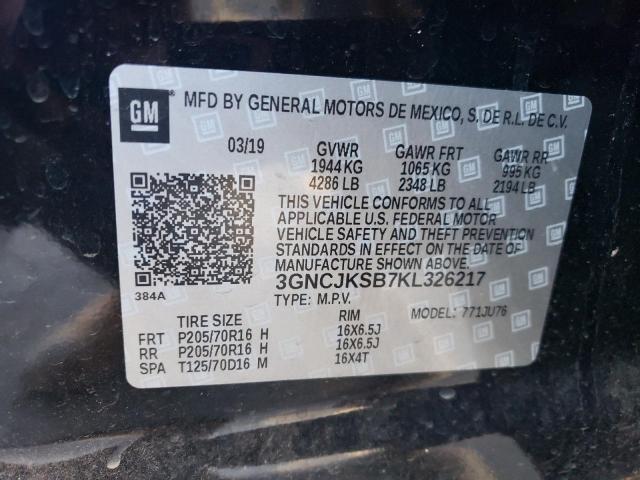 GM
MFD BY GENERAL MOTORS DE MEXICO, S. DE R.L. DE C.V.
03/19 GVWR GAWR FRT GAWR RR
1944 KG 1065 KG 995 KG
4286 LB 2348 LB 2194 LB
THIS VEHICLE CONFORMS TO ALL
APPLICABLE U.S. FEDERAL MOTOR
VEHICLE SAFETY AND THEFT PREVENTION
STANDARDS IN EFFECT ON THE DATE OF
MANUFACTURE SHOWN ABOVE.
384A 3GNCJKSB7KL326217
TYPE: M.P.V. MODEL: 771JU76
TIRE SIZE RIM
FRT P205/70R16 H 16X6.5J
RR P205/70R16 H 16X6.5J
SPA T125/70D16 M 16X4T